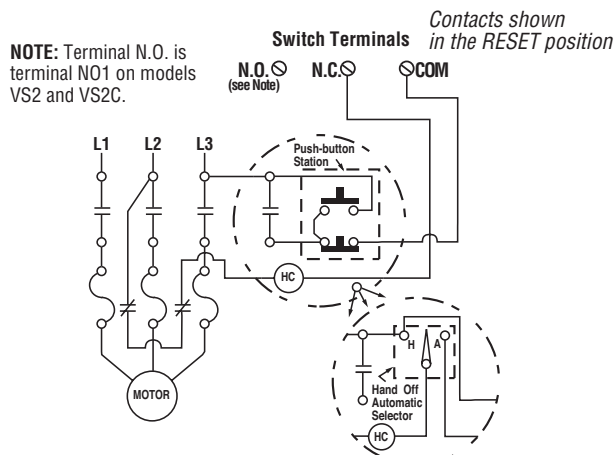 Contacts shown
in the RESET position
Switch Terminals
NOTE: Terminal N.O. is
terminal NO1 on models
VS2 and VS2C.
N.O.
(see Note)
N.C.
COM
L1
L2
L3
Push-button
Station
HC
H
A
Hand Off
Automatic
Selector
MOTOR
HC